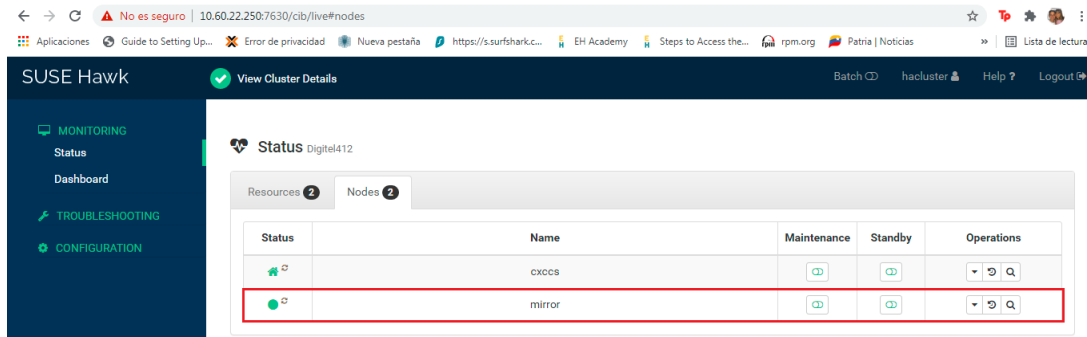 No es seguro | 10.60.22.250:7630/cib/live#nodes
Aplicaciones Guide to Setting Up... Error de privacidad Nueva pestaña https://s.surfshark.c... EH Academy Steps to Access the... rpm.org Patria | Noticias » Lista de lectura
SUSE Hawk View Cluster Details Batch hacluster Help ? Logout
MONITORING
Status
Dashboard
TROUBLESHOOTING
CONFIGURATION
Status Digitel412
Resources 2 Nodes 2
Status Name Maintenance Standby Operations
cxccs
mirror